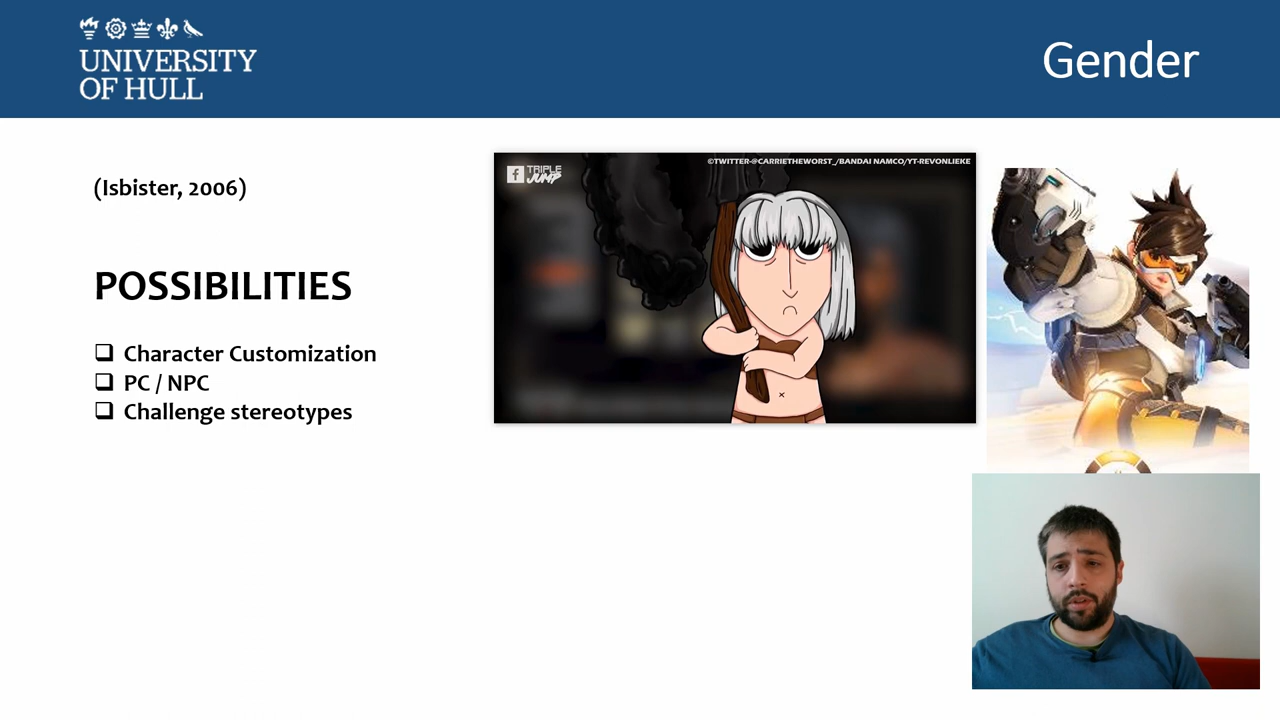 UNIVERSITY
OF HULL
Gender
(Isbister, 2006)
POSSIBILITIES
❑ Character Customization
❑ PC / NPC
❑ Challenge stereotypes
©TWITTER-@CARRIETHEWORST_/BANDAI NAMCO/YT-REVONLIEKE
f TRIPLE
JUMP